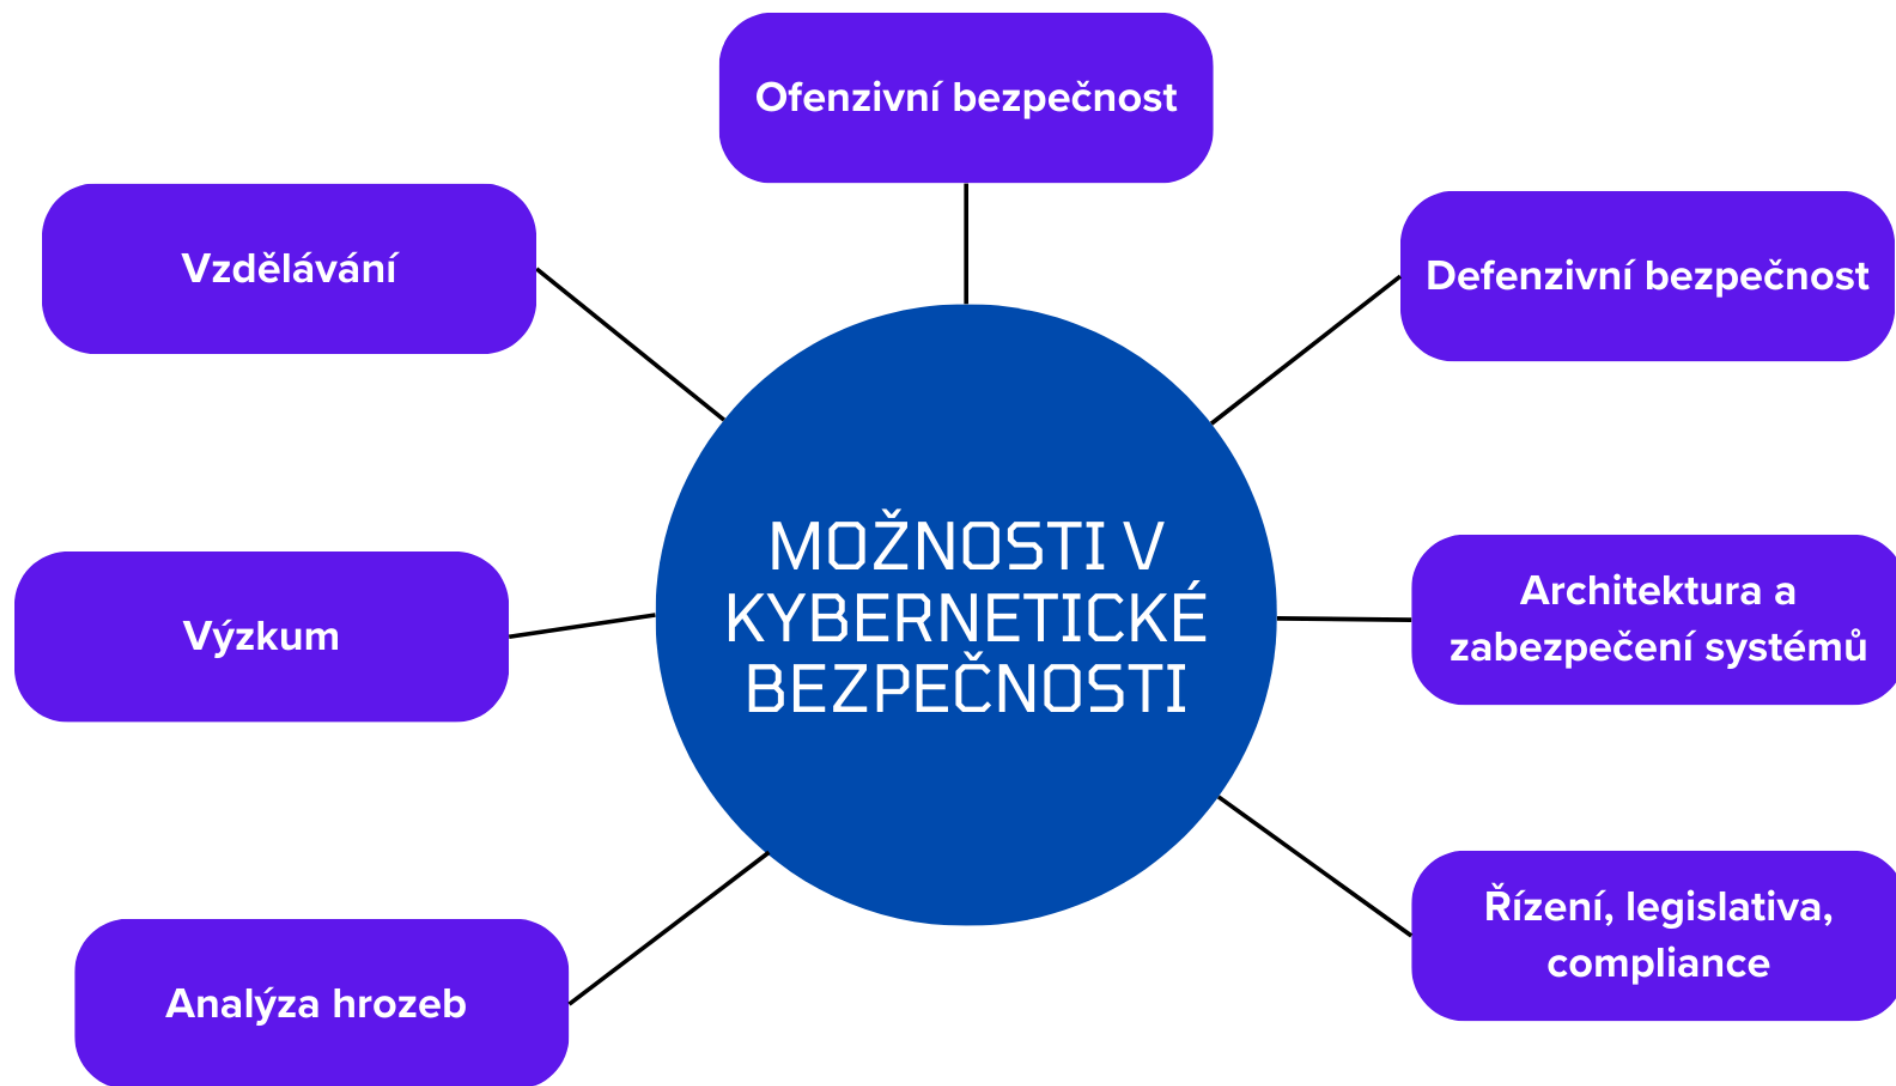 Ofenzivní bezpečnost
Vzdělávání
Defenzivní bezpečnost
MOŽNOSTI V
KYBERNETICKÉ
BEZPEČNOSTI
Architektura a
zabezpečení systémů
Výzkum
Řízení, legislativa,
compliance
Analýza hrozeb